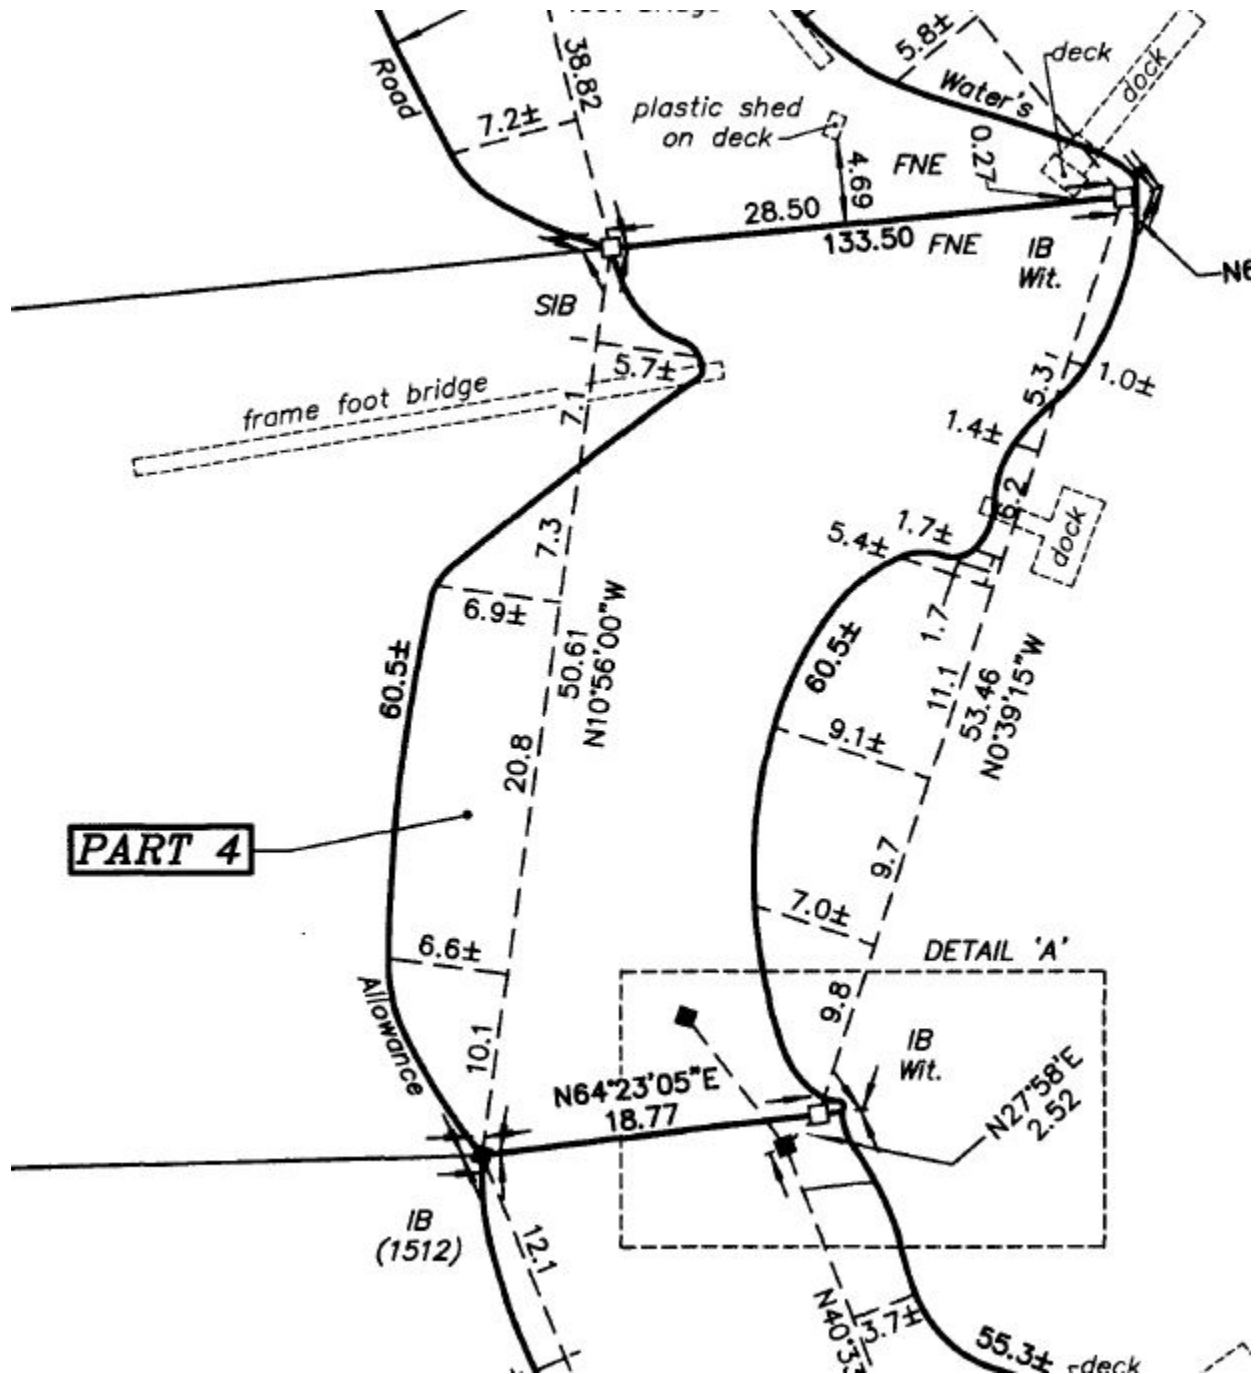 38.82
5.8±
deck
dock
Road
Water's
plastic shed
on deck
7.2±
4.69
FNE
0.27
28.50
133.50 FNE
IB
Wit.
N6
SIB
5.7±
frame foot bridge
7.1
5.3
1.0±
1.4±
6.2
1.7±
5.4±
dock
7.3
6.9±
1.7
60.5±
50.61
N10°56'00"W
60.5±
11.1
53.46
N0°39'15"W
9.1±
20.8
PART 4
9.7
7.0±
6.6±
DETAIL 'A'
Allowance
9.8
10.1
IB
Wit.
N64°23'05"E
18.77
N27°58'E
2.52
IB
(1512)
12.1
N40°33
3.7±
55.3±
deck